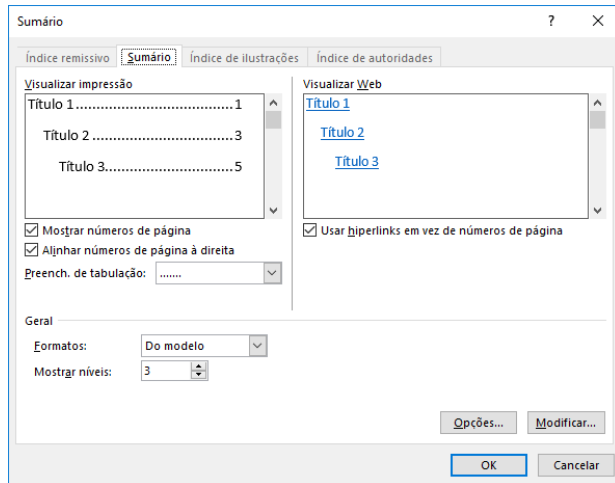 Sumário ? ×
Índice remissivo Sumário Índice de ilustrações Índice de autoridades
Visualizar impressão
Título 1.....................................1
Título 2..................................3
Título 3...............................5
Mostrar números de página
Alinhar números de página à direita
Preench. de tabulação: .......
Visualizar Web
Título 1
Título 2
Título 3
Usar hiperlinks em vez de números de página
Geral
Formatos: Do modelo
Mostrar níveis: 3
Opções... Modificar...
OK Cancelar